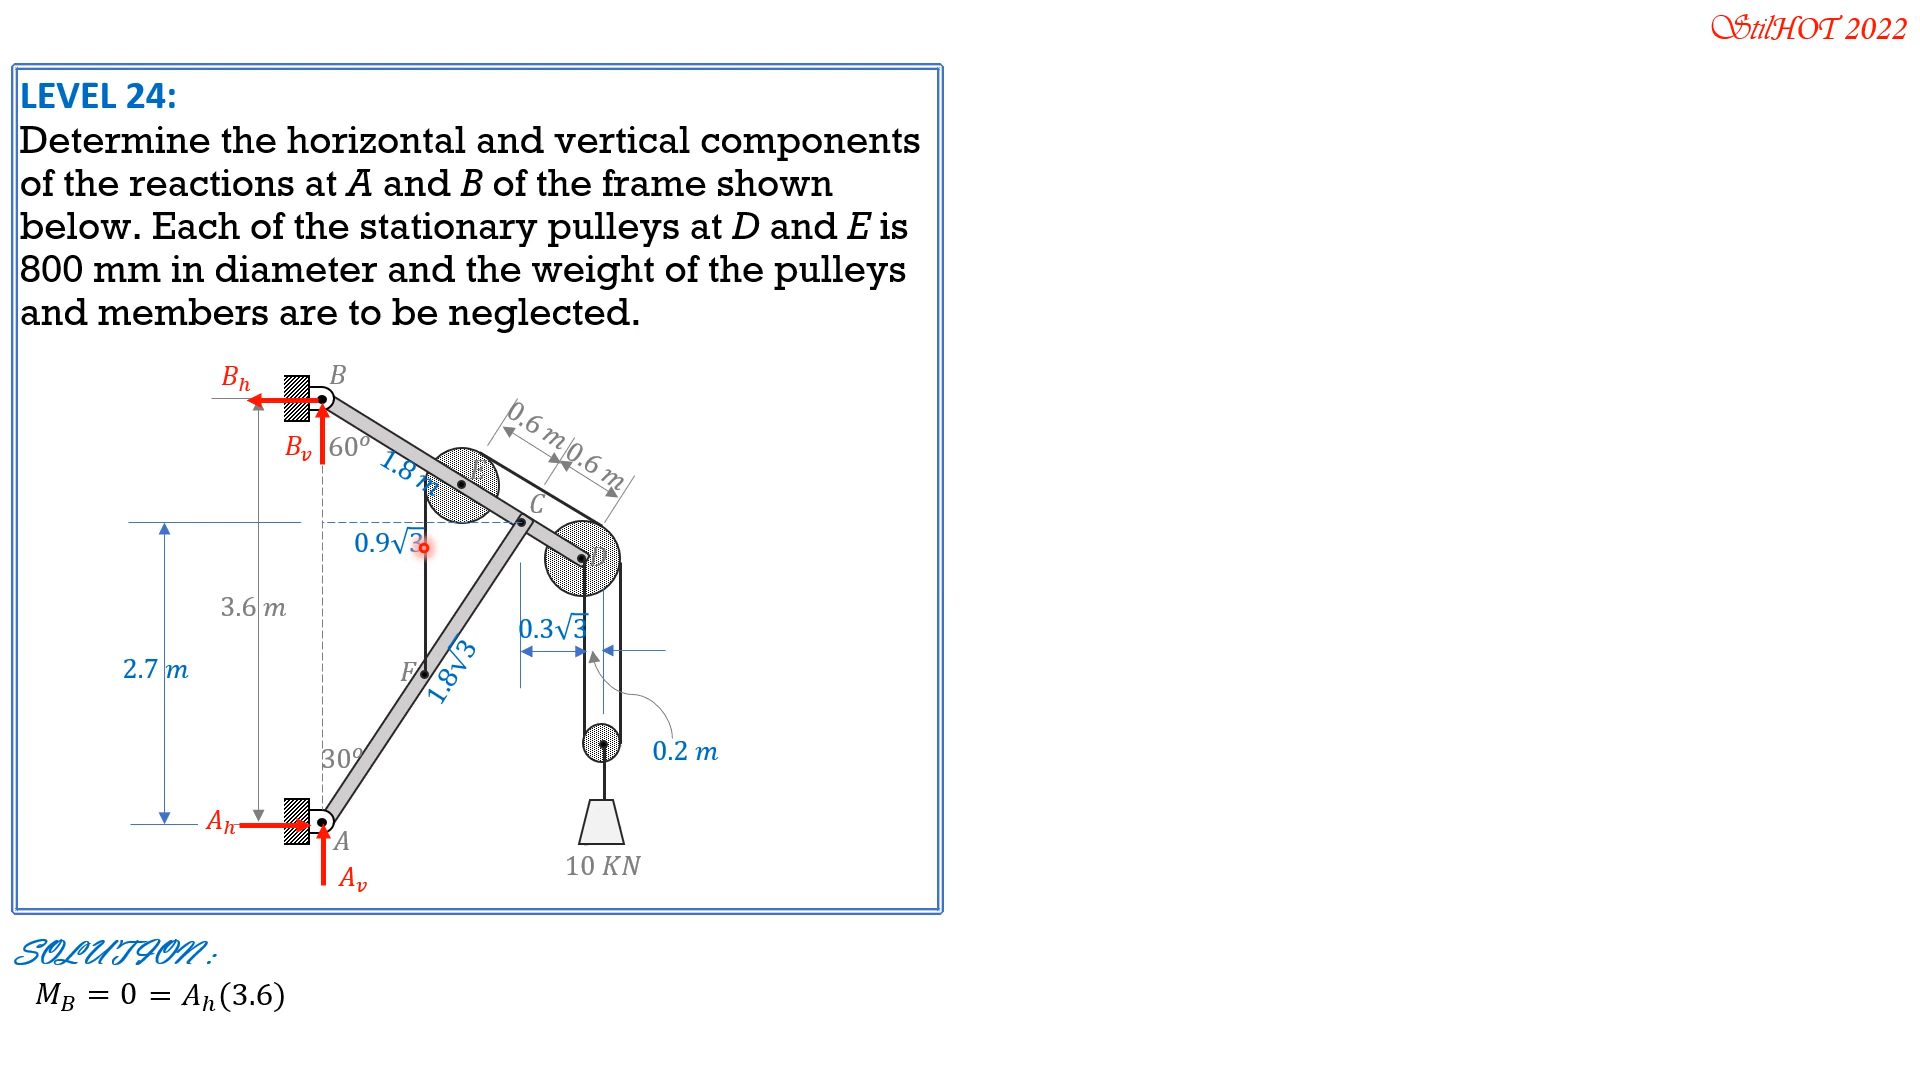 StilHOT 2022
LEVEL 24:
Determine the horizontal and vertical components
of the reactions at A and B of the frame shown
below. Each of the stationary pulleys at D and E is
800 mm in diameter and the weight of the pulleys
and members are to be neglected.
B_h
B
B_v
60°
1.8 m
0.6 m
0.6 m
C
0.9√3
D
3.6 m
0.3√3
2.7 m
F
1.8√3
30°
0.2 m
A_h
A
A_v
10 KN
SOLUTION:
M_B = 0 = A_h(3.6)